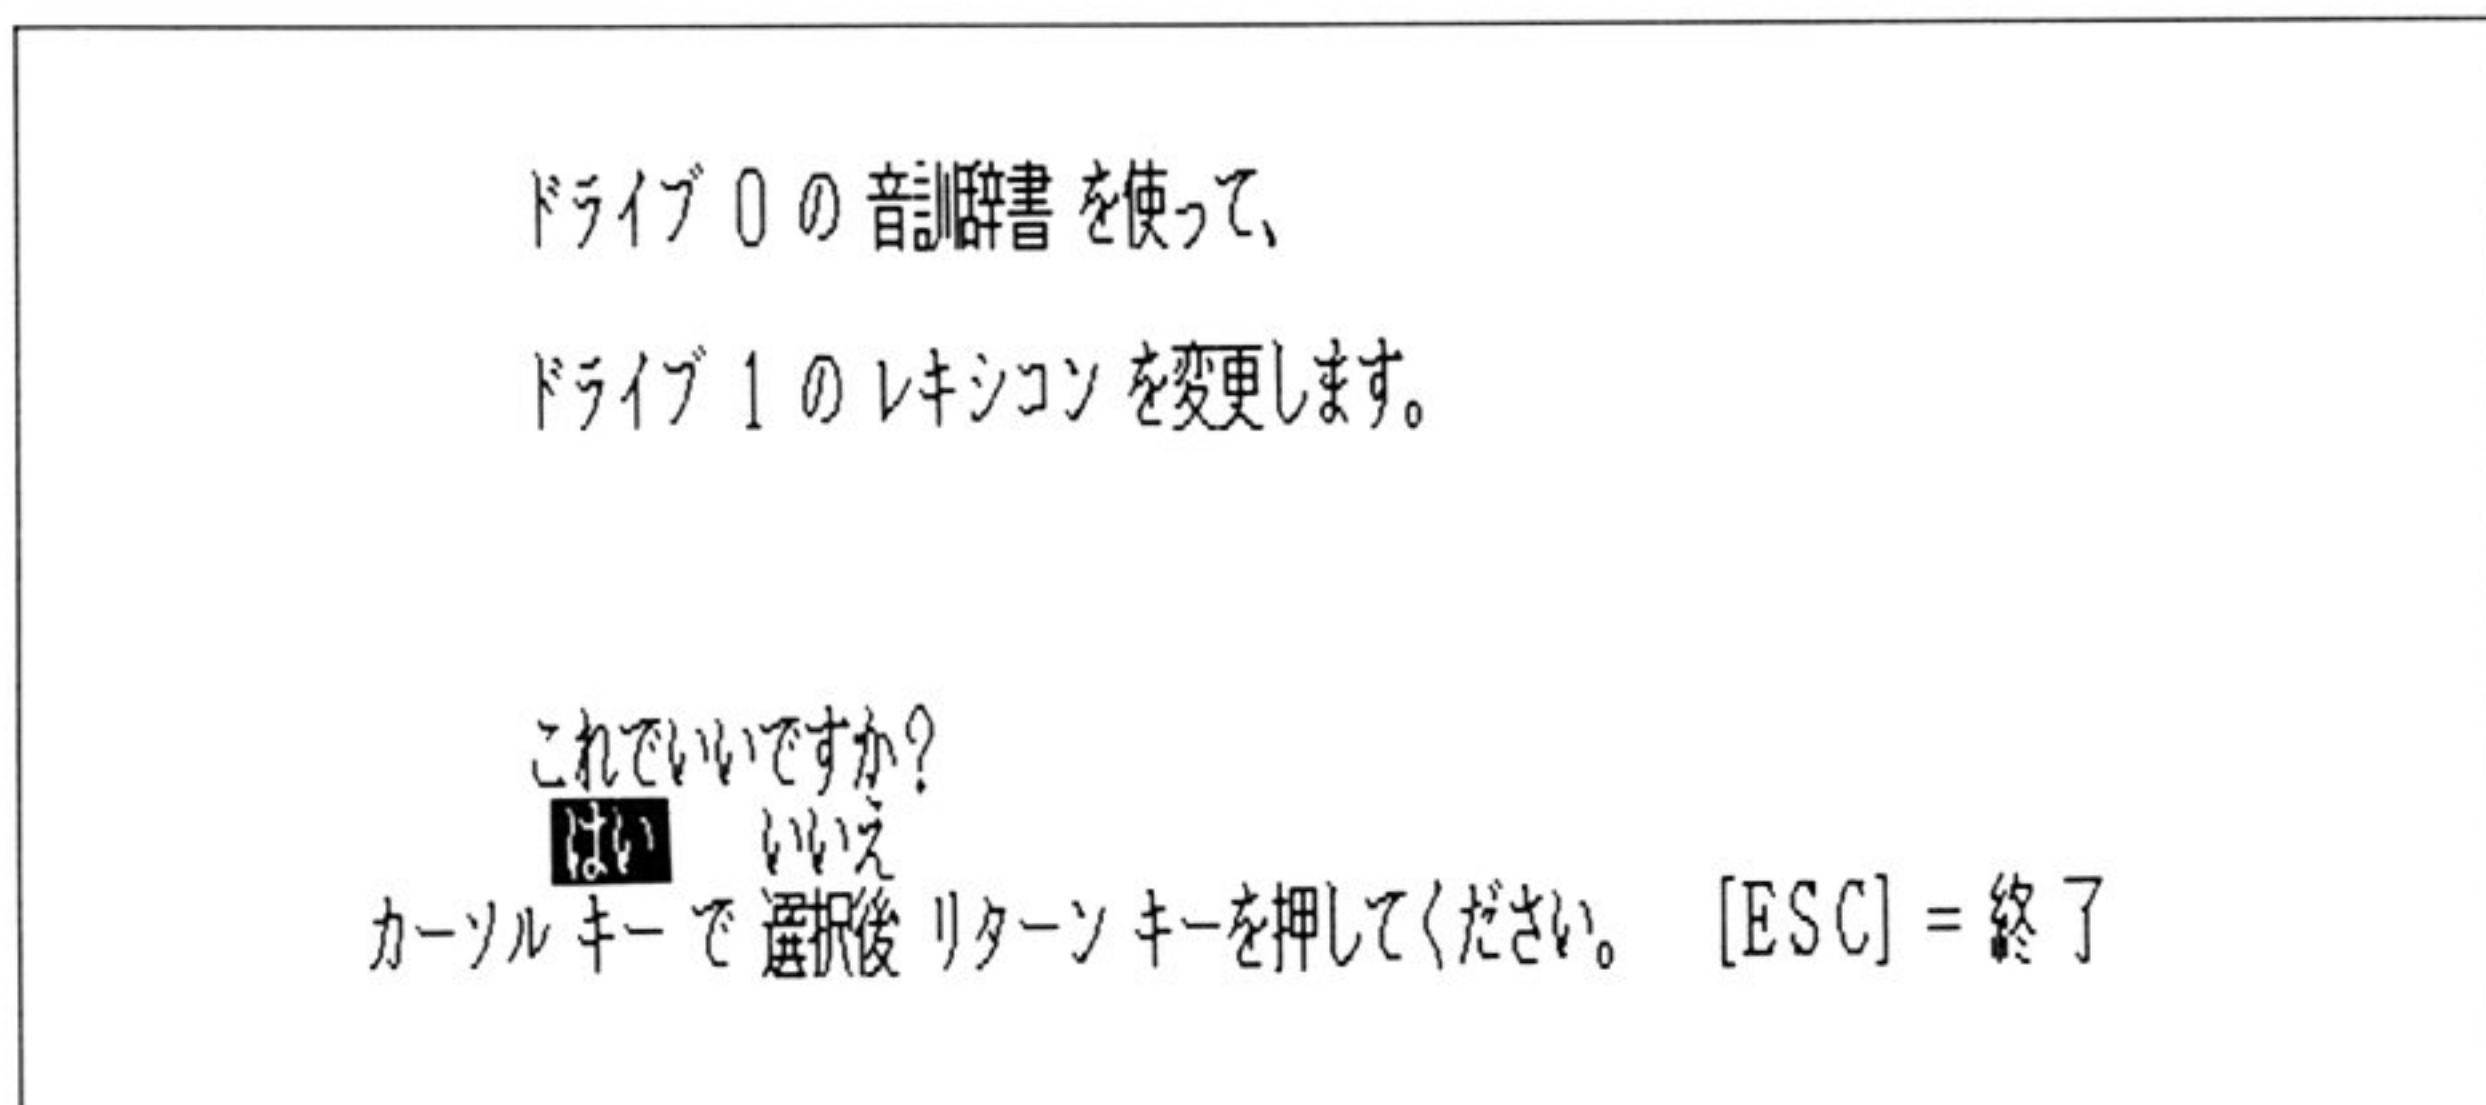 ドライブ 0 の 音訓辞書 を使って、
ドライブ 1 の レキシコン を変更します。
これでいいですか?
はい いいえ
カーソル キー で 選択後 リターン キーを押してください。 [ESC] = 終了